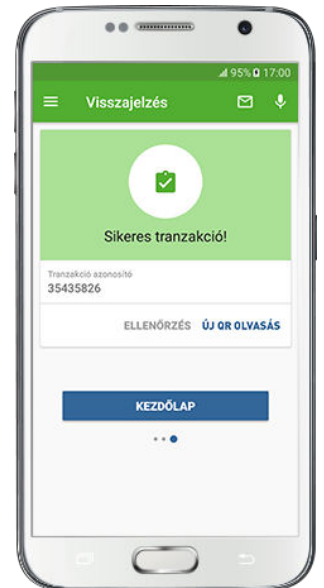 95% 17:00
Visszajelzés
Sikeres tranzakció!
Tranzakció azonosító
35435826
ELLENŐRZÉS ÚJ QR OLVASÁS
KEZDŐLAP